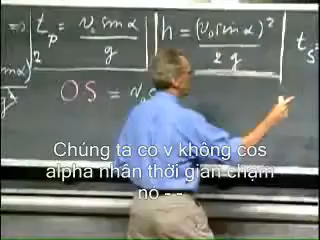 ⇒ t_p = v₀ sin α / g
h = (v₀ sin α)² / 2g
t_s =
OS = v₀
Chúng ta co v không cos
alpha nhân thời gian chạm
no - -